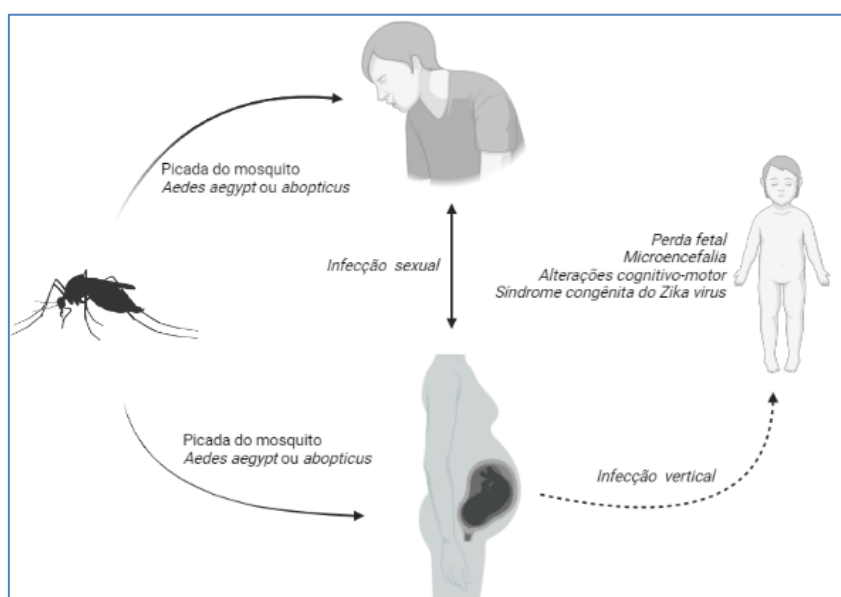 Picada do mosquito
Aedes aegypt ou abopticus
Infecção sexual
Perda fetal
Microencefalia
Alterações cognitivo-motor
Síndrome congênita do Zika virus
Picada do mosquito
Aedes aegypt ou abopticus
Infecção vertical